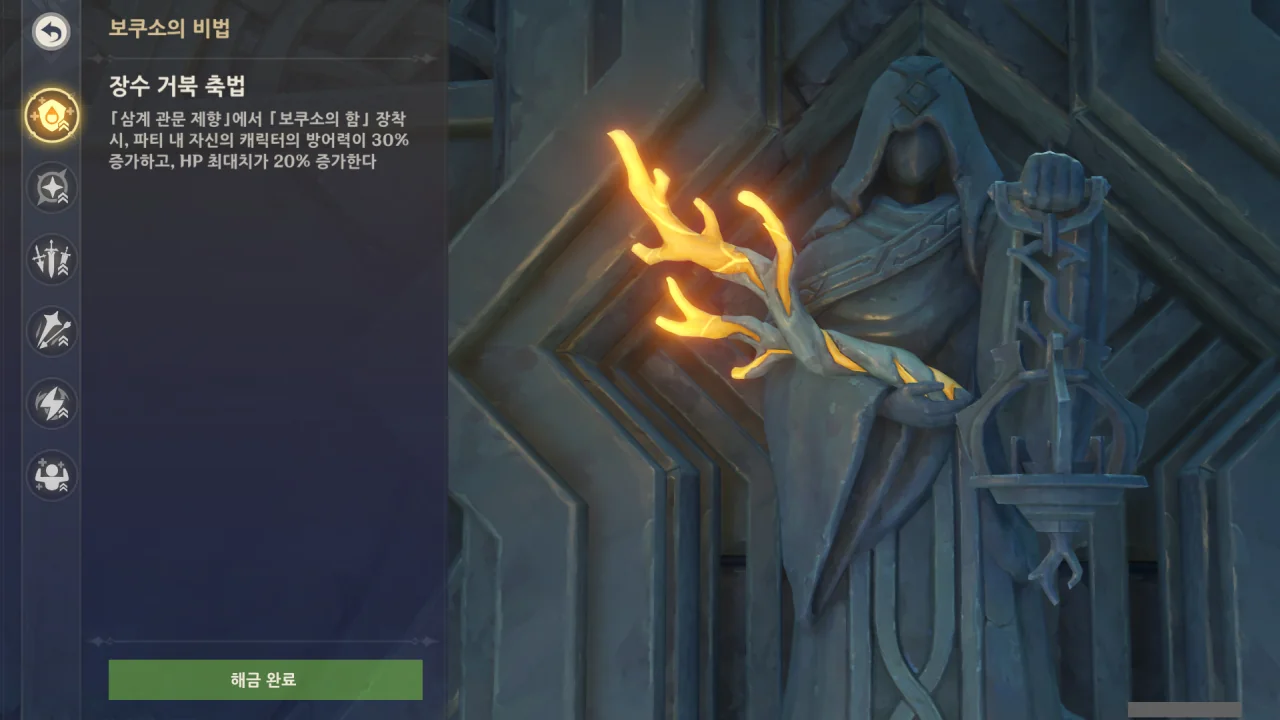 보쿠소의 비법
장수 거북 축법
「삼계 관문 제향」에서 「보쿠소의 함」 장착
시, 파티 내 자신의 캐릭터의 방어력이 30%
증가하고, HP 최대치가 20% 증가한다
해금 완료